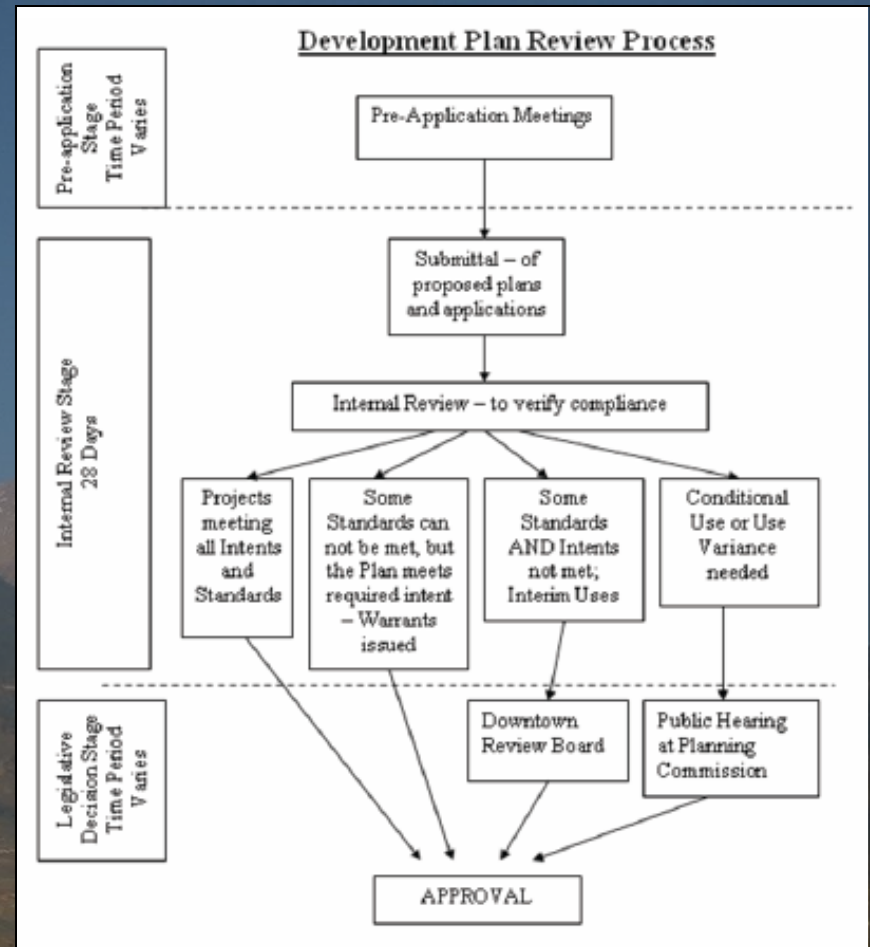 Development Plan Review Process
Pre-application
Stage
Time Period
Varies
Pre-Application Meetings
Submittal – of
proposed plans
and applications
Internal Review Stage
28 Days
Internal Review – to verify compliance
Projects
meeting
all Intents
and
Standards
Some
Standards can
not be met, but
the Plan meets
required intent
– Warrants
issued
Some
Standards
AND Intents
not met;
Interim Uses
Conditional
Use or Use
Variance
needed
Legislative
Decision Stage
Time Period
Varies
Downtown
Review Board
Public Hearing
at Planning
Commission
APPROVAL